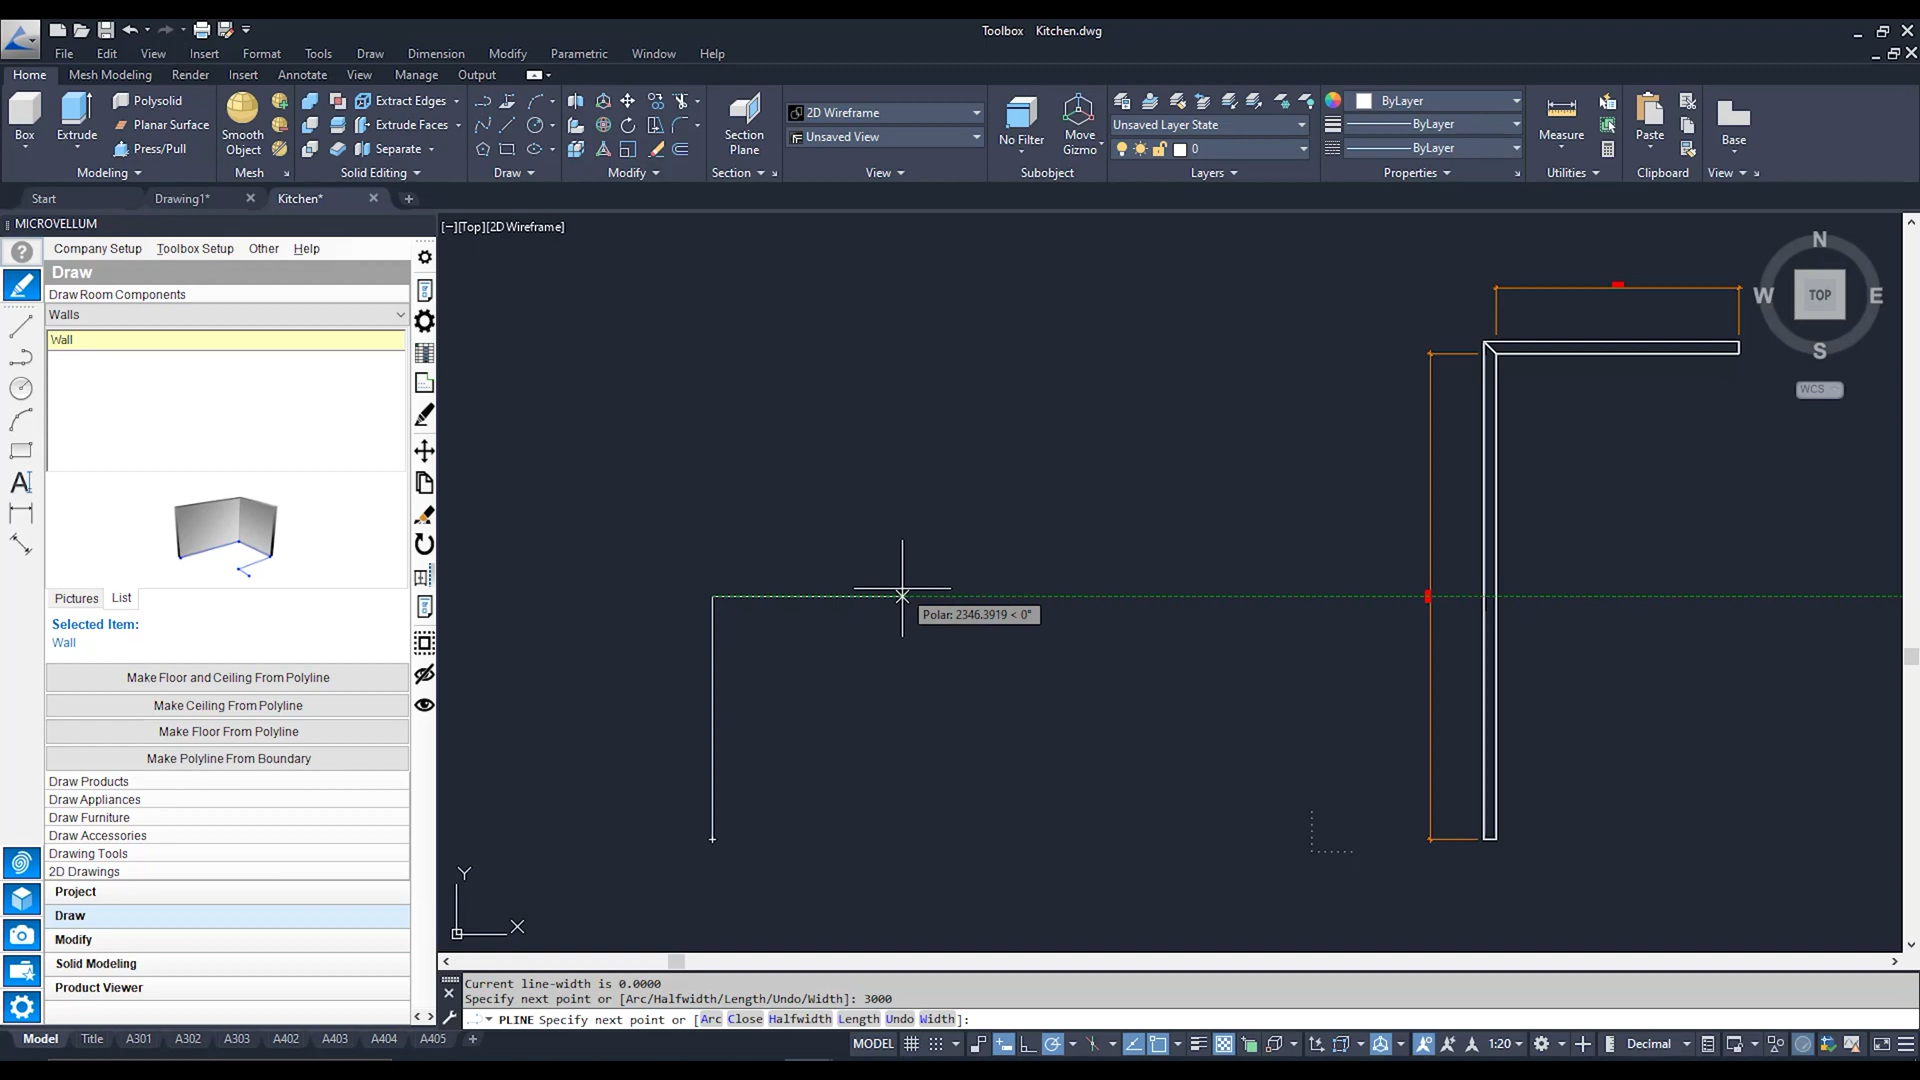 Toolbox Kitchen.dwg
File Edit View Insert Format Tools Draw Dimension Modify Parametric Window Help
Home Mesh Modeling Render Insert Annotate View Manage Output
Box
Extrude
Polysolid
Planar Surface
Press/Pull
Modeling
Smooth
Object
Mesh
Extract Edges
Extrude Faces
Separate
Solid Editing
Draw
Modify
Section
Plane
Section
2D Wireframe
Unsaved View
View
No Filter
Move
Gizmo
Subobject
Unsaved Layer State
0
Layers
ByLayer
ByLayer
ByLayer
Properties
Measure
Utilities
Paste
Clipboard
Base
View
Start Drawing1* Kitchen*
MICROVELLUM
Company Setup Toolbox Setup Other Help
Draw
Draw Room Components
Walls
Wall
Pictures List
Selected Item:
Wall
Make Floor and Ceiling From Polyline
Make Ceiling From Polyline
Make Floor From Polyline
Make Polyline From Boundary
Draw Products
Draw Appliances
Draw Furniture
Draw Accessories
Drawing Tools
2D Drawings
Project
Draw
Modify
Solid Modeling
Product Viewer
[−][Top][2D Wireframe]
N
W TOP E
S
WCS
Polar: 2346.3919 < 0°
Y
X
Current line-width is 0.0000
Specify next point or [Arc/Halfwidth/Length/Undo/Width]: 3000
PLINE Specify next point or [Arc Close Halfwidth Length Undo Width]:
Model Title A301 A302 A303 A402 A403 A404 A405
MODEL 1:20 Decimal